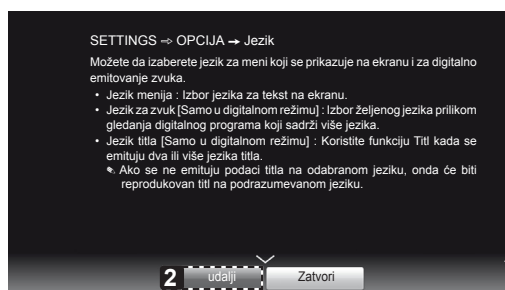 SETTINGS ⇨ OPCIJA ➙ Jezik
Možete da izaberete jezik za meni koji se prikazuje na ekranu i za digitalno
emitovanje zvuka.
• Jezik menija : Izbor jezika za tekst na ekranu.
• Jezik za zvuk [Samo u digitalnom režimu] : Izbor željenog jezika prilikom
gledanja digitalnog programa koji sadrži više jezika.
• Jezik titla [Samo u digitalnom režimu] : Koristite funkciju Titl kada se
emituju dva ili više jezika titla.
✎ Ako se ne emituju podaci titla na odabranom jeziku, onda će biti
reprodukovan titl na podrazumevanom jeziku.
2 udalji Zatvori